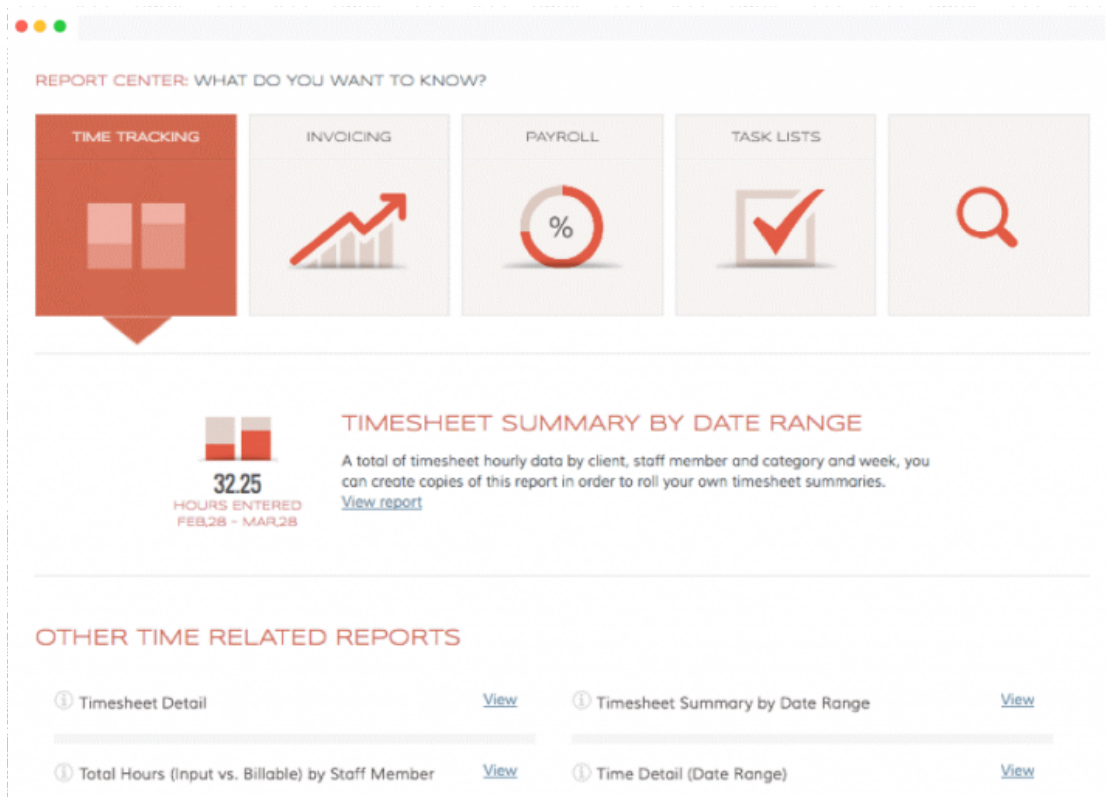 REPORT CENTER: WHAT DO YOU WANT TO KNOW?
TIME TRACKING
INVOICING
PAYROLL
TASK LISTS
%
TIMESHEET SUMMARY BY DATE RANGE
A total of timesheet hourly data by client, staff member and category and week, you
can create copies of this report in order to roll your own timesheet summaries.
View report
32.25
HOURS ENTERED
FEB,28 - MAR,28
OTHER TIME RELATED REPORTS
Timesheet Detail View
Timesheet Summary by Date Range View
Total Hours (Input vs. Billable) by Staff Member View
Time Detail (Date Range) View